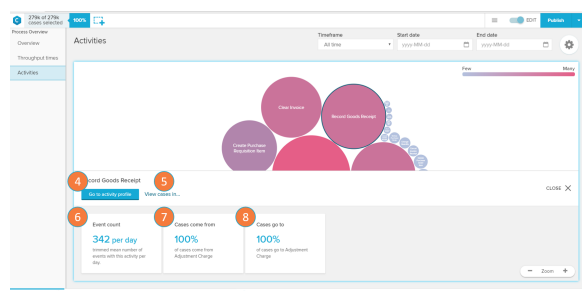 279k of 279k
cases selected
100%
EDIT
Publish
Process Overview
Overview
Throughput times
Activities
Activities
Timeframe
All time
Start date
yyyy-MM-dd
End date
yyyy-MM-dd
Few
Many
Clear Invoice
Record Goods Receipt
Create Purchase
Requisition Item
4
cord Goods Receipt
5
Go to activity profile
View cases in...
CLOSE
6
Event count
342 per day
trimmed mean number of
events with this activity per
day.
7
Cases come from
100%
of cases come from
Adjustment Charge
8
Cases go to
100%
of cases go to Adjustment
Charge
Zoom